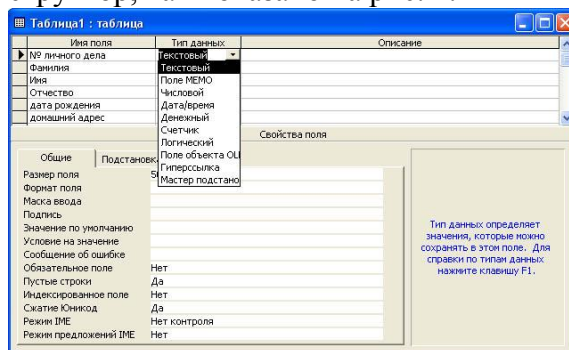 Таблица1 : таблица
Имя поля Тип данных Описание
№ личного дела Текстовый
Фамилия Текстовый
Имя Поле МЕМО
Отчество Числовой
дата рождения Дата/время
домашний адрес Денежный
Счетчик
Логический
Поле объекта OLE
Гиперссылка
Мастер подстано
Свойства поля
Общие Подстановк
Размер поля
Формат поля
Маска ввода
Подпись
Значение по умолчанию
Условие на значение
Сообщение об ошибке
Обязательное поле Нет
Пустые строки Да
Индексированное поле Нет
Сжатие Юникод Да
Режим IME Нет контроля
Режим предложений IME Нет
Тип данных определяет
значения, которые можно
сохранять в этом поле. Для
справки по типам данных
нажмите клавишу F1.